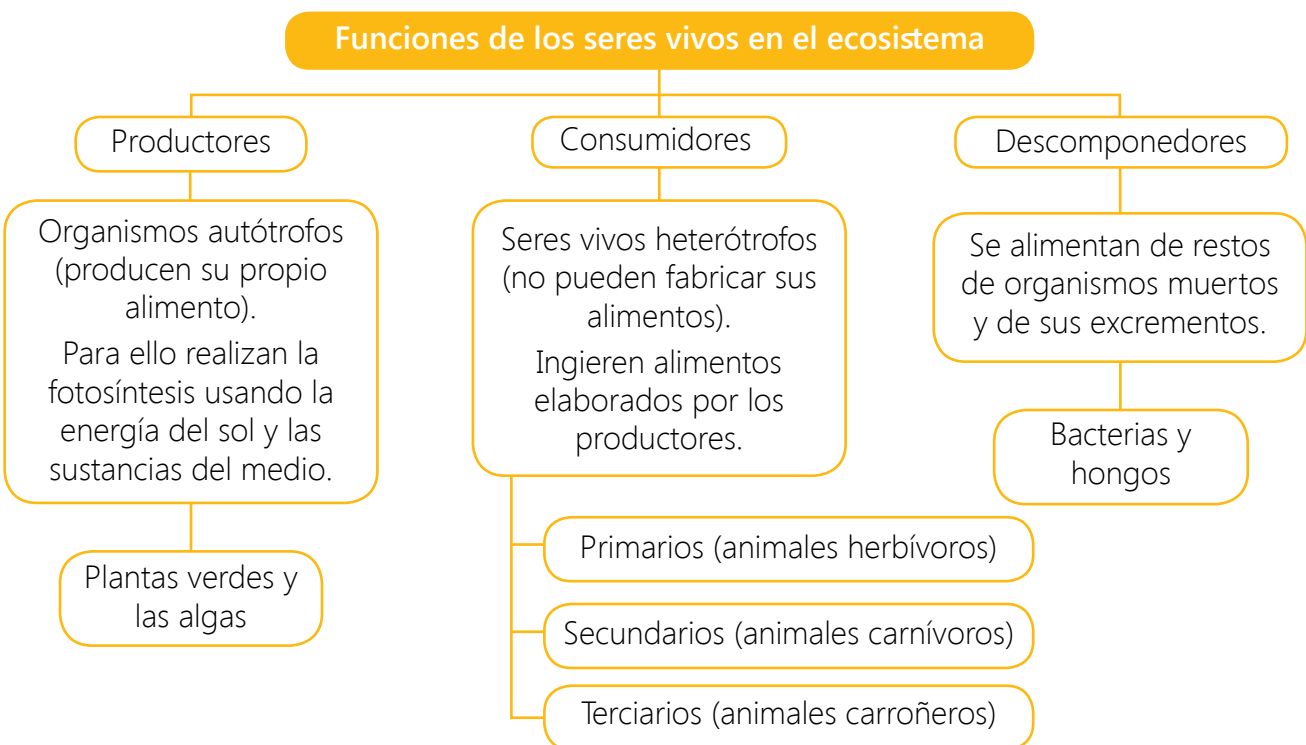 Funciones de los seres vivos en el ecosistema
Productores
Organismos autótrofos
(producen su propio
alimento).
Para ello realizan la
fotosíntesis usando la
energía del sol y las
sustancias del medio.
Plantas verdes y
las algas
Consumidores
Seres vivos heterótrofos
(no pueden fabricar sus
alimentos).
Ingieren alimentos
elaborados por los
productores.
Primarios (animales herbívoros)
Secundarios (animales carnívoros)
Terciarios (animales carroñeros)
Descomponedores
Se alimentan de restos
de organismos muertos
y de sus excrementos.
Bacterias y
hongos